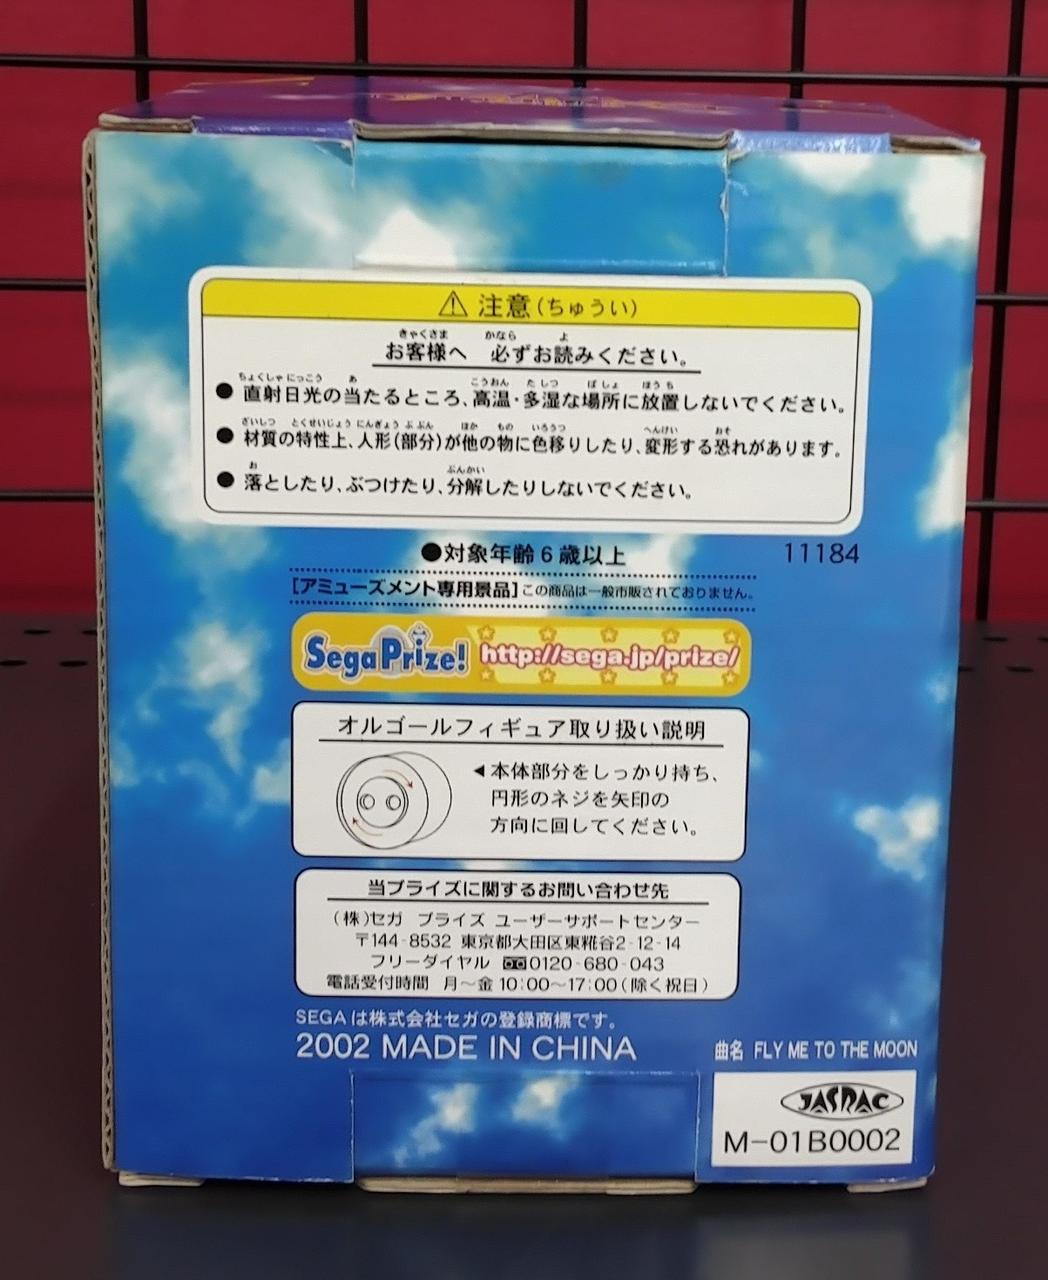 ⚠ 注意(ちゅうい)
お客様へ 必ずお読みください。
●直射日光の当たるところ、高温・多湿な場所に放置しないでください。
●材質の特性上、人形(部分)が他の物に色移りしたり、変形する恐れがあります。
●落としたり、ぶつけたり、分解したりしないでください。
●対象年齢6歳以上
11184
[アミューズメント専用景品]この商品は一般市販されておりません。
SegaPrize! http://sega.jp/prize/
オルゴールフィギュア取り扱い説明
◀本体部分をしっかり持ち、
円形のネジを矢印の
方向に回してください。
当プライズに関するお問い合わせ先
(株)セガ プライズ ユーザーサポートセンター
〒144-8532 東京都大田区東糀谷2-12-14
フリーダイヤル 0120-680-043
電話受付時間 月〜金 10:00〜17:00(除く祝日)
SEGAは株式会社セガの登録商標です。
2002 MADE IN CHINA
曲名 FLY ME TO THE MOON
JASRAC
M-01B0002